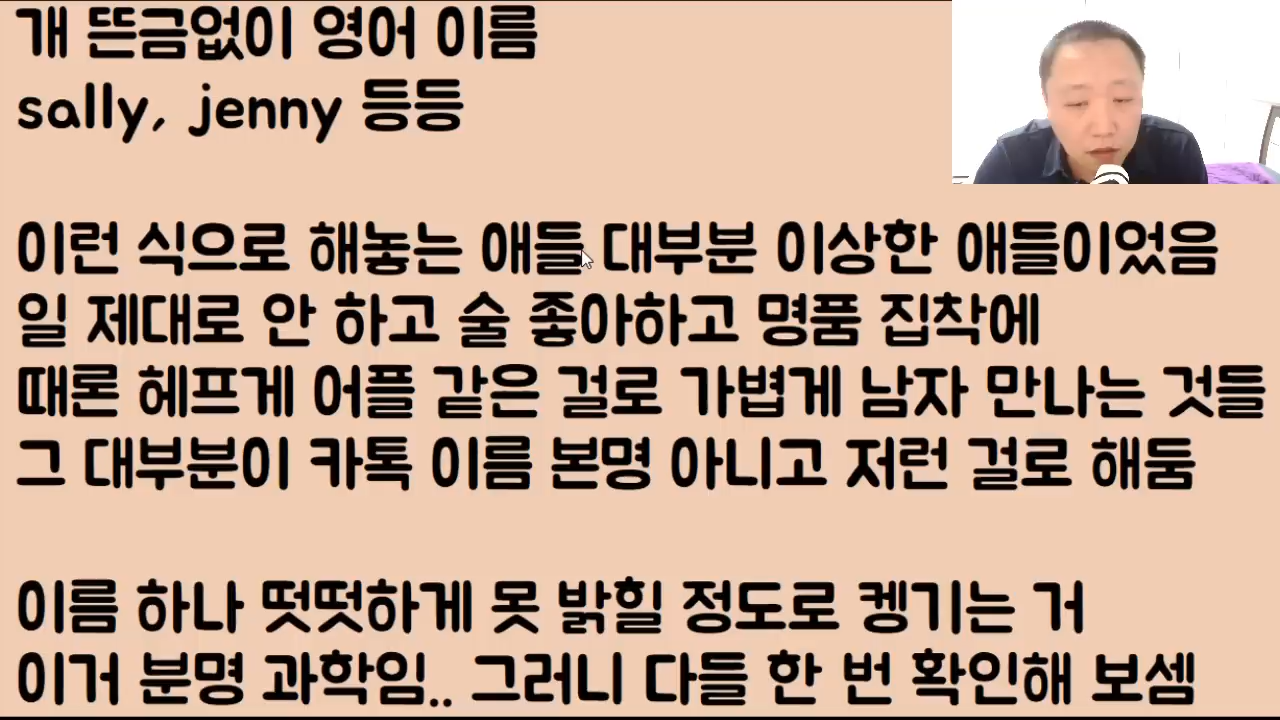 개 뜬금없이 영어 이름
sally, jenny 등등
이런 식으로 해놓는 애들 대부분 이상한 애들이었음
일 제대로 안 하고 술 좋아하고 명품 집착에
때론 헤프게 어플 같은 걸로 가볍게 남자 만나는 것들
그 대부분이 카톡 이름 본명 아니고 저런 걸로 해둠
이름 하나 떳떳하게 못 밝힐 정도로 켕기는 거
이거 분명 과학임.. 그러니 다들 한 번 확인해 보셈